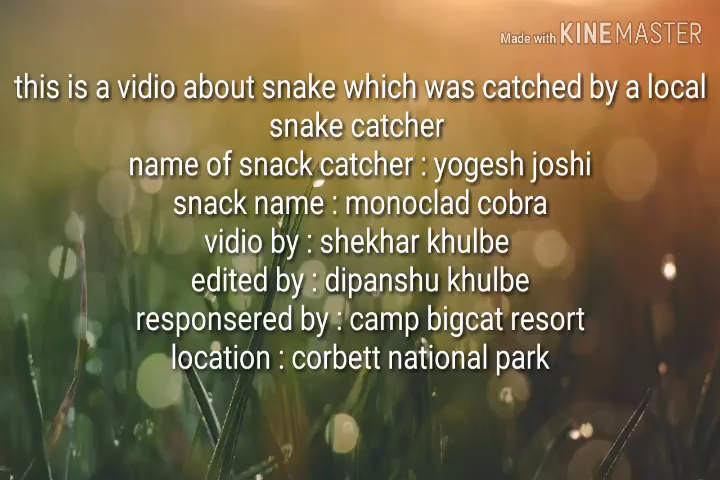 Made with KINEMASTER
this is a vidio about snake which was catched by a local
snake catcher
name of snack catcher : yogesh joshi
snack name : monoclad cobra
vidio by : shekhar khulbe
edited by : dipanshu khulbe
responsered by : camp bigcat resort
location : corbett national park